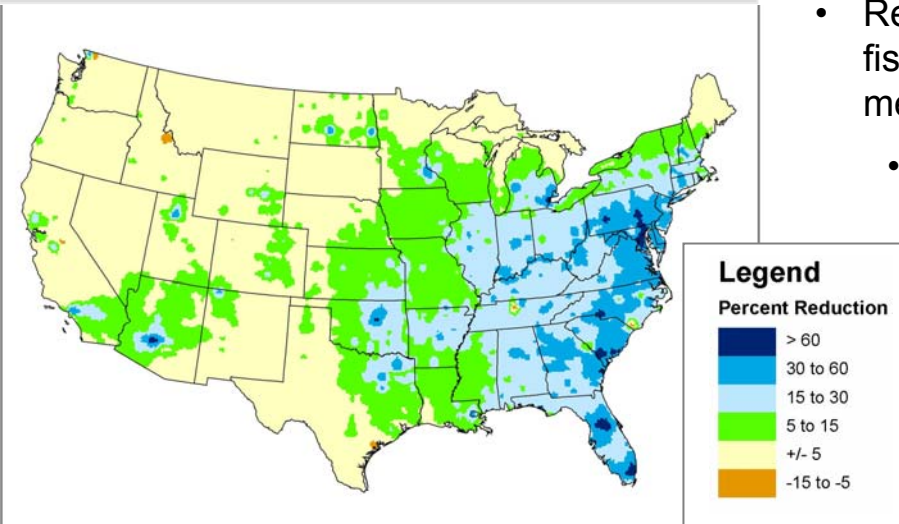 • Re
fis
me
•
Legend
Percent Reduction
> 60
30 to 60
15 to 30
5 to 15
+/- 5
-15 to -5